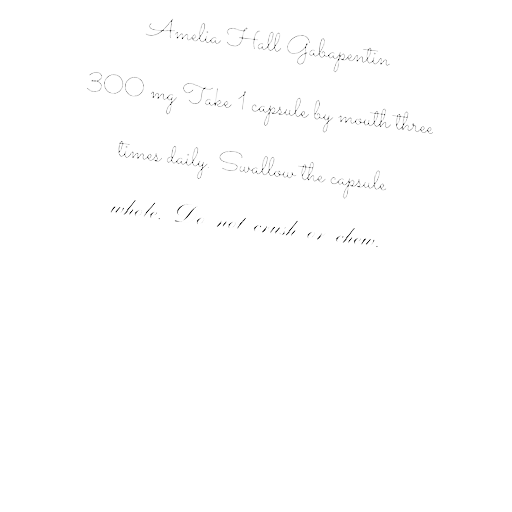 Amelia Hall Gabapentin
300 mg Take 1 capsule by mouth three
times daily Swallow the capsule
whole. Do not crush or chew.